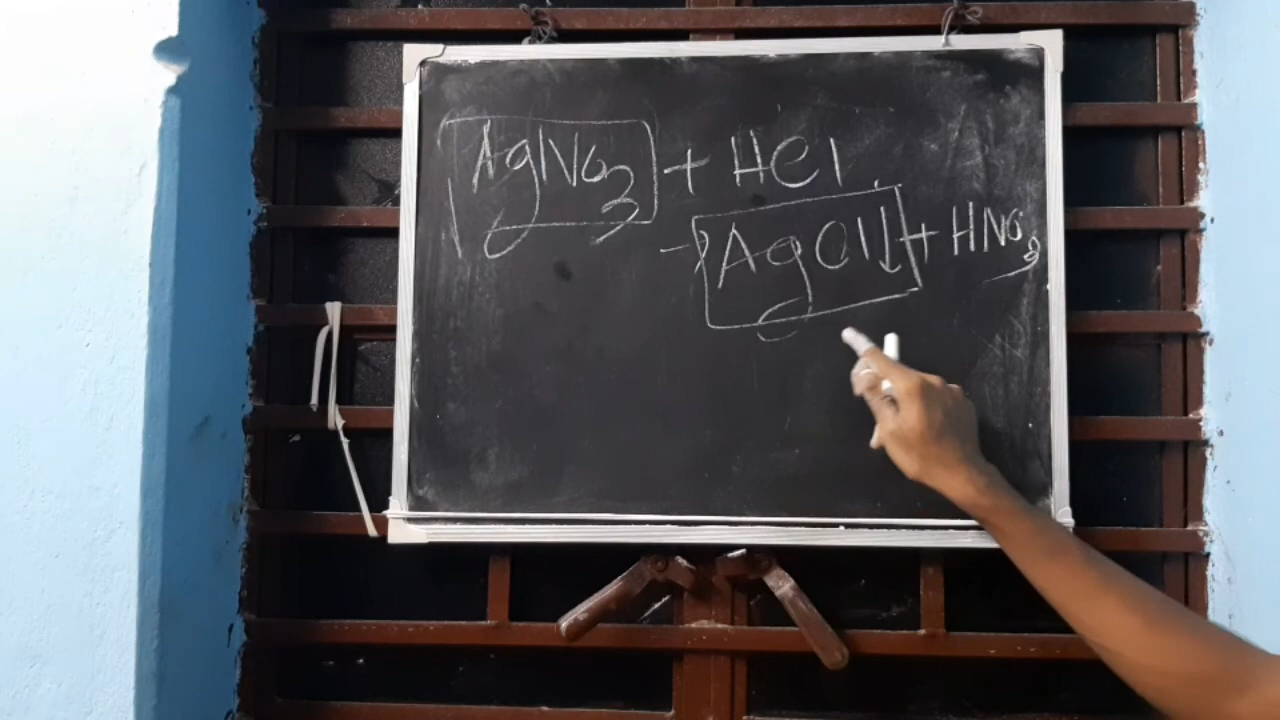 AgNO3 + HCl
→ AgCl↓ + HNO3